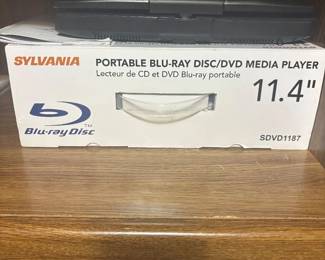 SYLVANIA
PORTABLE BLU-RAY DISC/DVD MEDIA PLAYER
Lecteur de CD et DVD Blu-ray portable
11.4"
Blu-ray Disc
TM
SDVD1187